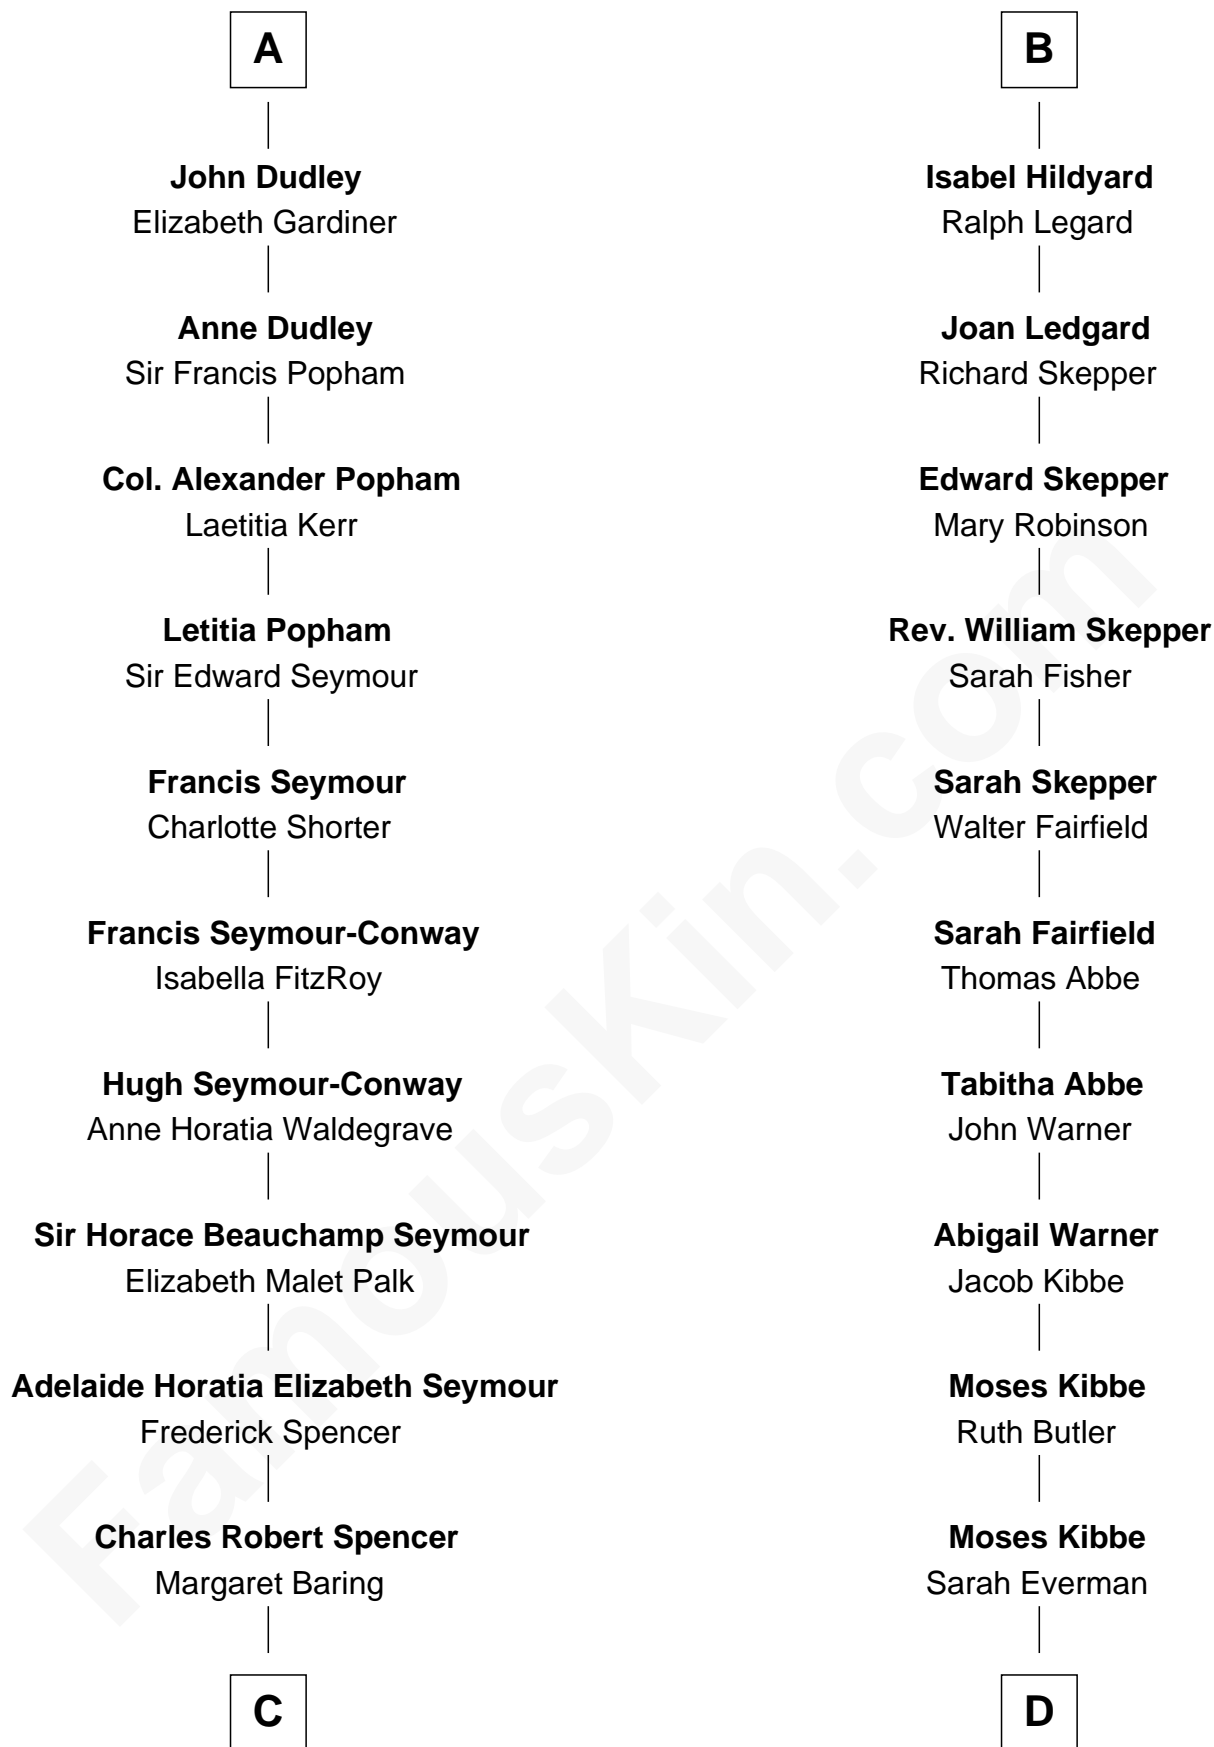 A
John Dudley
Elizabeth Gardiner
Anne Dudley
Sir Francis Popham
Col. Alexander Popham
Laetitia Kerr
Letitia Popham
Sir Edward Seymour
Francis Seymour
Charlotte Shorter
Francis Seymour-Conway
Isabella FitzRoy
Hugh Seymour-Conway
Anne Horatia Waldegrave
Sir Horace Beauchamp Seymour
Elizabeth Malet Palk
Adelaide Horatia Elizabeth Seymour
Frederick Spencer
Charles Robert Spencer
Margaret Baring
C
B
Isabel Hildyard
Ralph Legard
Joan Ledgard
Richard Skepper
Edward Skepper
Mary Robinson
Rev. William Skepper
Sarah Fisher
Sarah Skepper
Walter Fairfield
Sarah Fairfield
Thomas Abbe
Tabitha Abbe
John Warner
Abigail Warner
Jacob Kibbe
Moses Kibbe
Ruth Butler
Moses Kibbe
Sarah Everman
D
FamousKin.com